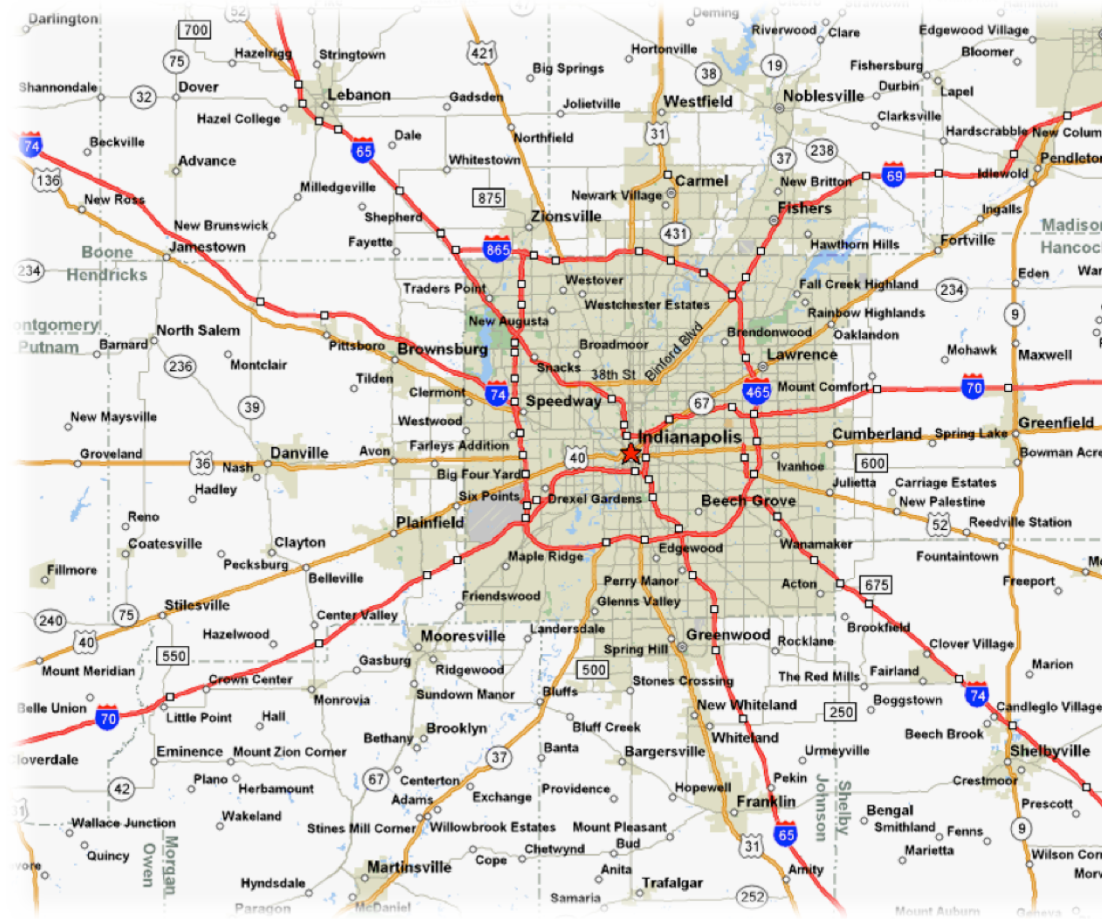 Darlington
52
700
Hazelrigg
Stringtown
47
421
Deming
Riverwood
Clare
Strawtown
Edgewood Village
Bloomer
Hortonville
Big Springs
38
19
Fishersburg
Shannondale
75
Dover
32
Lebanon
Gadsden
Jolietville
Westfield
Noblesville
Durbin
Lapel
Hazel College
Clarksville
Hardscrabble
New Colum
74
Beckville
65
Dale
Northfield
31
37
238
Pendleton
Advance
Whitestown
Idlewold
136
Milledgeville
875
Carmel
New Britton
69
New Ross
Newark Village
Shepherd
Zionsville
Fishers
Ingalls
New Brunswick
431
Madison
Hancock
Jamestown
Fayette
865
Hawthorn Hills
Fortville
Boone
Hendricks
234
Westover
Eden
War
Traders Point
Westchester Estates
Fall Creek Highland
234
Rainbow Highlands
9
ontgomery
Putnam
North Salem
New Augusta
Brendonwood
Oaklandon
Barnard
Pittsboro
Brownsburg
Broadmoor
Binford Blvd
Lawrence
Mohawk
Maxwell
236
Montclair
Snacks
38th St
Tilden
Mount Comfort
39
Clermont
74
Speedway
67
465
70
New Maysville
Westwood
Indianapolis
Cumberland
Spring Lake
Greenfield
Farleys Addition
Groveland
36
Nash
Danville
Avon
40
Bowman Acre
Big Four Yard
Ivanhoe
600
Hadley
Six Points
Drexel Gardens
Beech Grove
Julietta
Carriage Estates
New Palestine
Reno
Plainfield
52
Reedville Station
Coatesville
Clayton
Maple Ridge
Edgewood
Wanamaker
Fountaintown
Fillmore
Pecksburg
Belleville
Perry Manor
Acton
675
Freeport
Mo
Stilesville
Friendswood
Glenns Valley
240
75
Center Valley
Brookfield
40
Hazelwood
Mooresville
Landersdale
Greenwood
Rocklane
Clover Village
550
Spring Hill
Mount Meridian
Gasburg
Ridgewood
500
Fairland
Marion
Crown Center
Stones Crossing
The Red Mills
Belle Union
Monrovia
Sundown Manor
Bluffs
Boggstown
74
70
Little Point
Hall
New Whiteland
250
Candleglo Village
Brooklyn
Bluff Creek
Whiteland
Beech Brook
Bethany
Cloverdale
Eminence
Mount Zion Corner
Banta
Bargersville
Urmeyville
Shelbyville
37
67
Plano
Centerton
Pekin
Crestmoor
42
Herbamount
Exchange
Providence
Hopewell
Johnson
Shelby
Adams
Franklin
Prescott
Wallace Junction
Wakeland
Stines Mill Corner
Willowbrook Estates
Mount Pleasant
65
Bengal
Smithland
Fenns
9
Morgan
Owen
31
Quincy
Chetwynd
Bud
Marietta
Wilson Corn
Cope
Martinsville
Anita
Amity
Hyndsdale
Trafalgar
252
Paragon
McDaniel
Samaria
Mount Auburn
Geneva